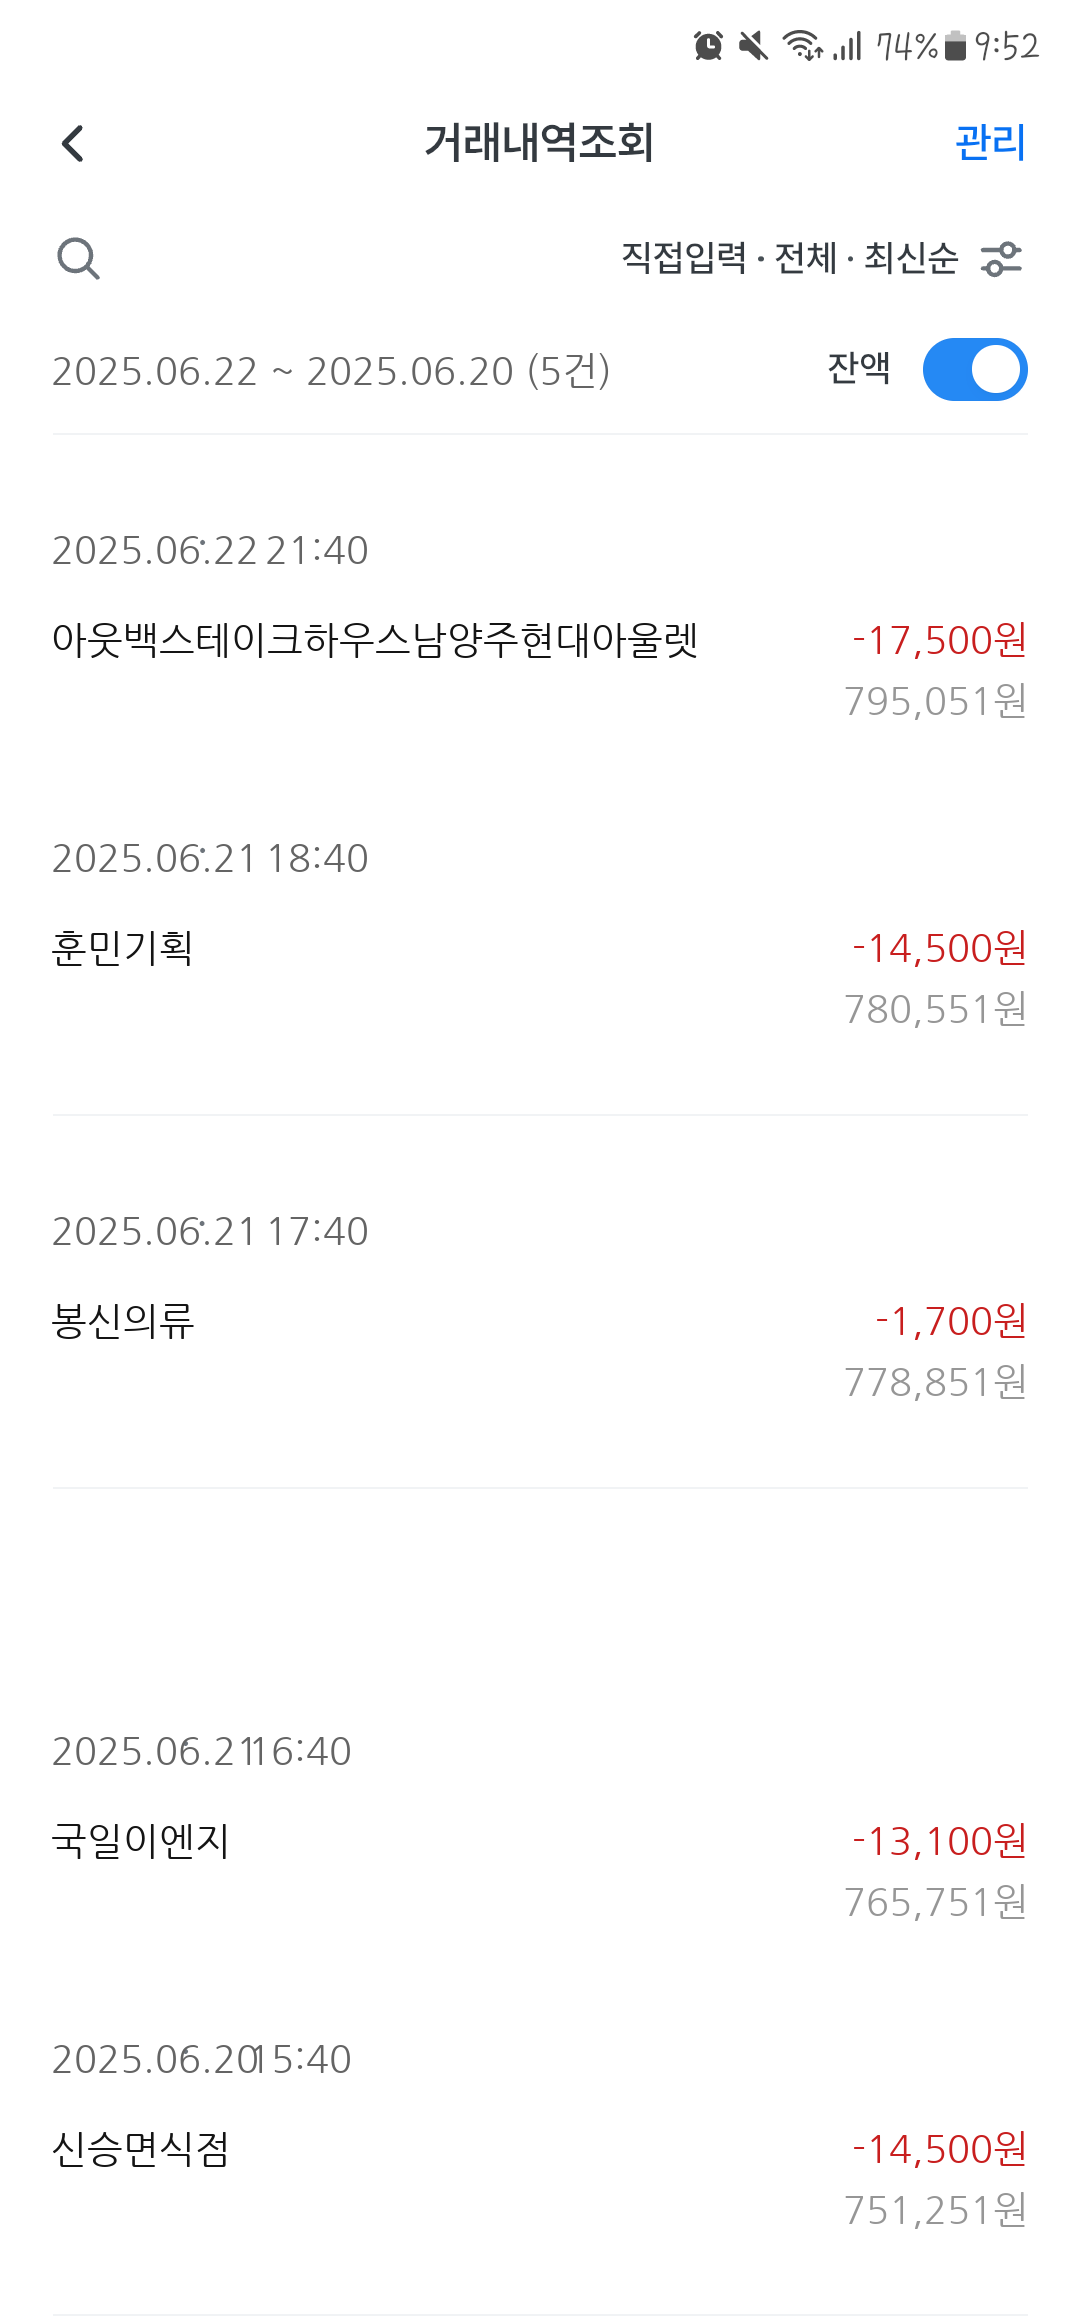 74% 9:52
거래내역조회 관리
직접입력 · 전체 · 최신순
2025.06.22 ~ 2025.06.20 (5건) 잔액
2025.06.22 21:40
아웃백스테이크하우스남양주현대아울렛 -17,500원
795,051원
2025.06.21 18:40
훈민기획 -14,500원
780,551원
2025.06.21 17:40
봉신의류 -1,700원
778,851원
2025.06.21 16:40
국일이엔지 -13,100원
765,751원
2025.06.20 15:40
신승면식점 -14,500원
751,251원